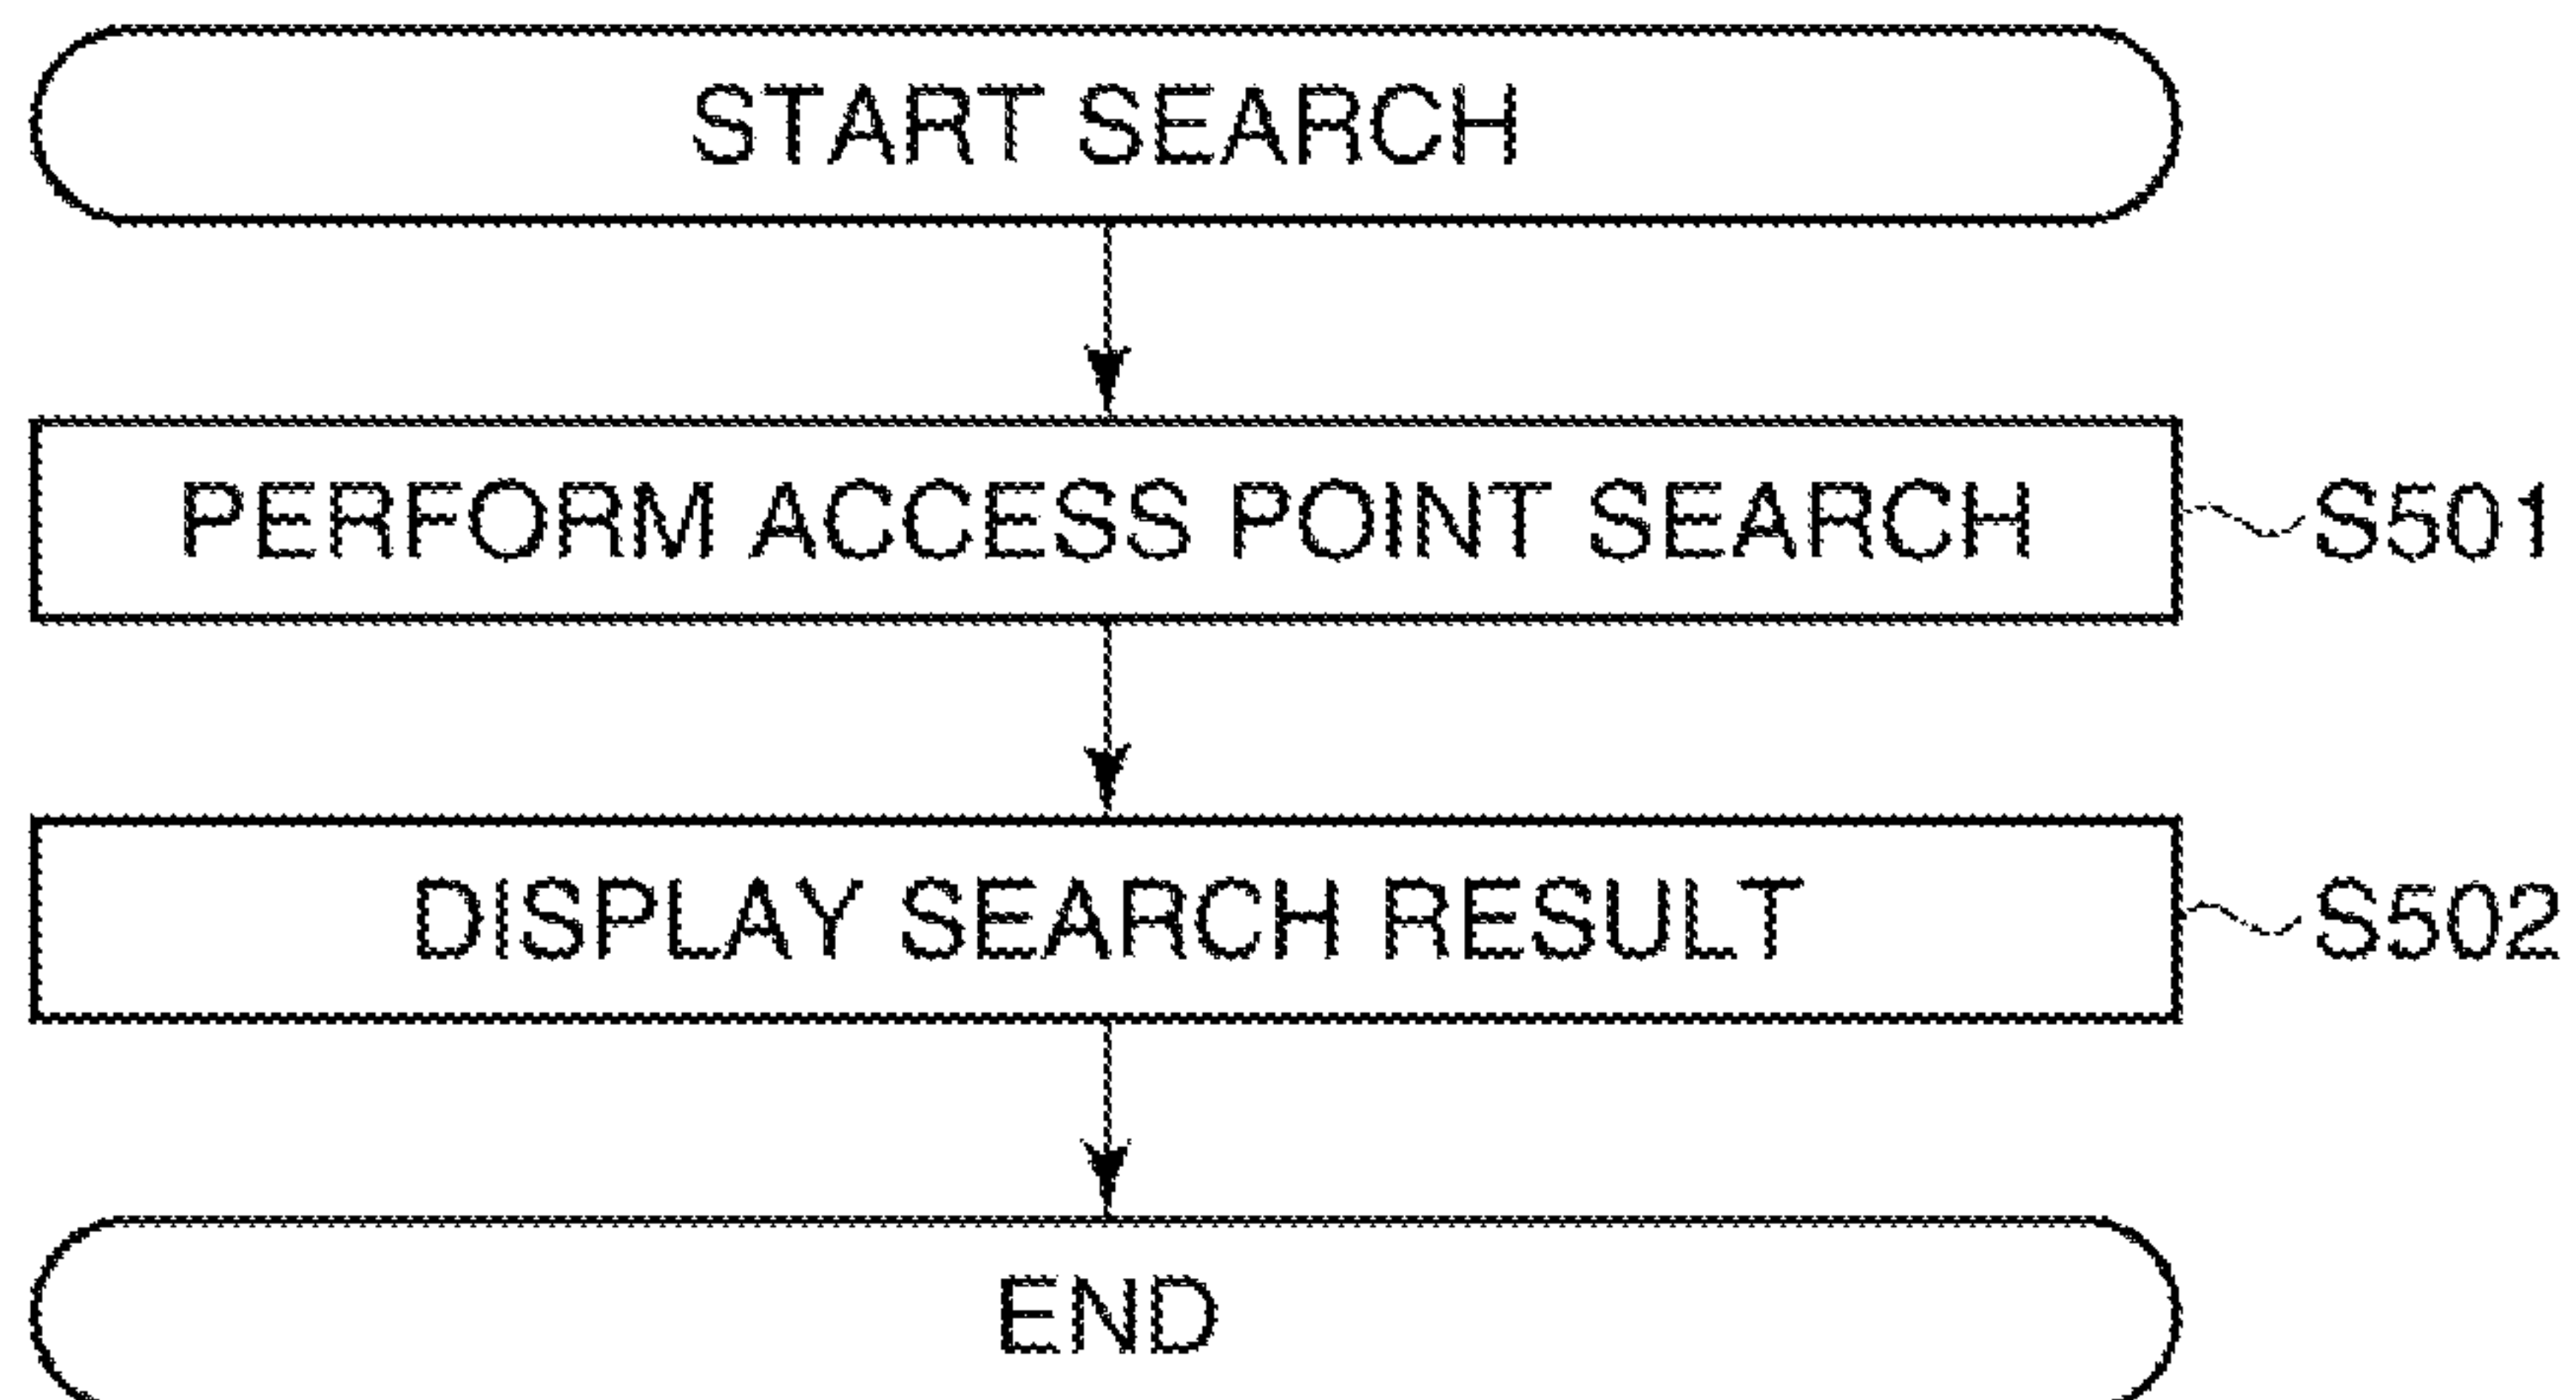 START SEARCH
PERFORM ACCESS POINT SEARCH
S501
DISPLAY SEARCH RESULT
S502
END